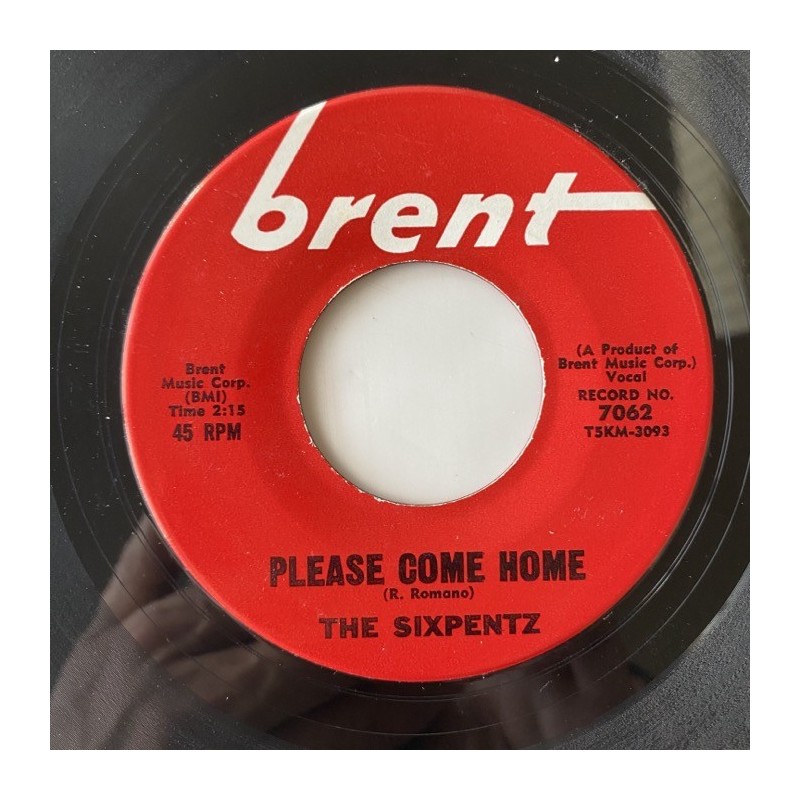 brent
Brent
Music Corp.
(BMI)
Time 2:15
45 RPM
(A Product of
Brent Music Corp.)
Vocal
RECORD NO.
7062
T5KM-3093
PLEASE COME HOME
(R. Romano)
THE SIXPENTZ